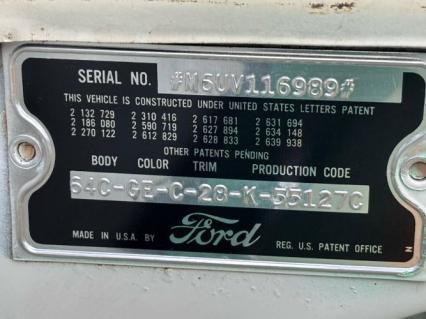 SERIAL NO. #M6UV116989#
THIS VEHICLE IS CONSTRUCTED UNDER UNITED STATES LETTERS PATENT
2 132 729 2 310 416 2 617 681 2 631 694
2 186 080 2 590 719 2 627 894 2 634 148
2 270 122 2 612 829 2 628 833 2 639 938
OTHER PATENTS PENDING
BODY COLOR TRIM PRODUCTION CODE
64C-GE-C-28-K-55127C
MADE IN U.S.A. BY Ford REG. U.S. PATENT OFFICE
N